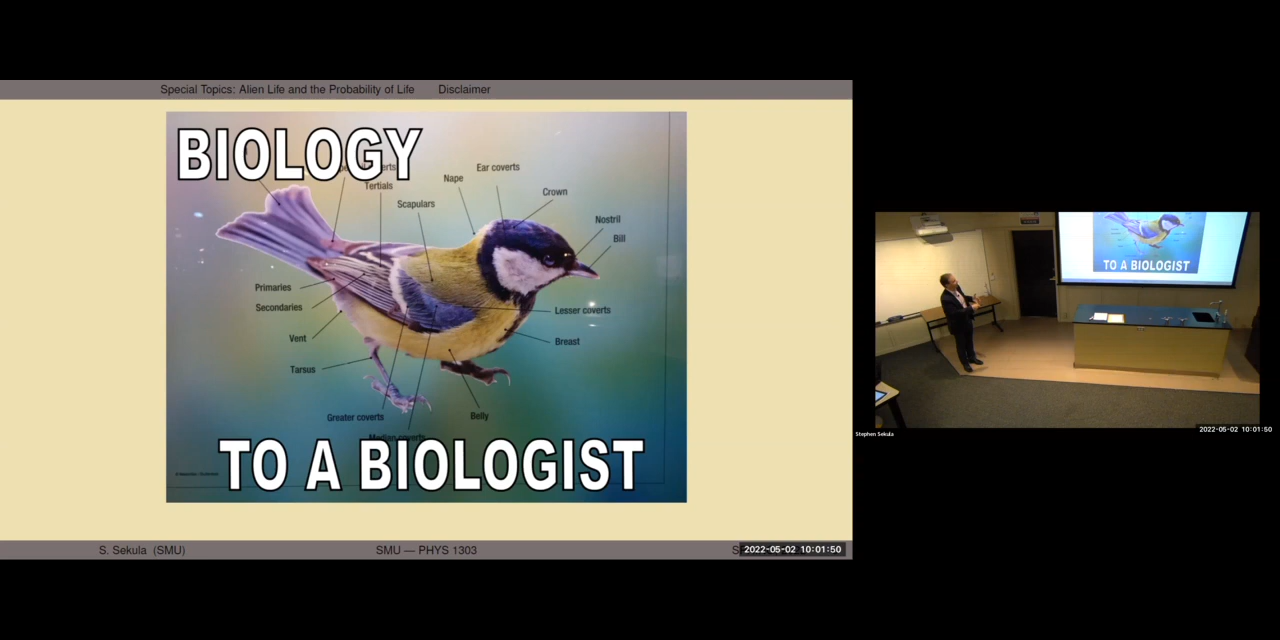 Special Topics: Alien Life and the Probability of Life Disclaimer
BIOLOGY
Tertials
Scapulars
Nape
Ear coverts
Crown
Nostril
Bill
Primaries
Secondaries
Lesser coverts
Vent
Breast
Tarsus
Greater coverts
Belly
Median coverts
TO A BIOLOGIST
S. Sekula (SMU)
SMU — PHYS 1303
2022-05-02 10:01:50
TO A BIOLOGIST
Stephen Sekula
2022-05-02 10:01:50